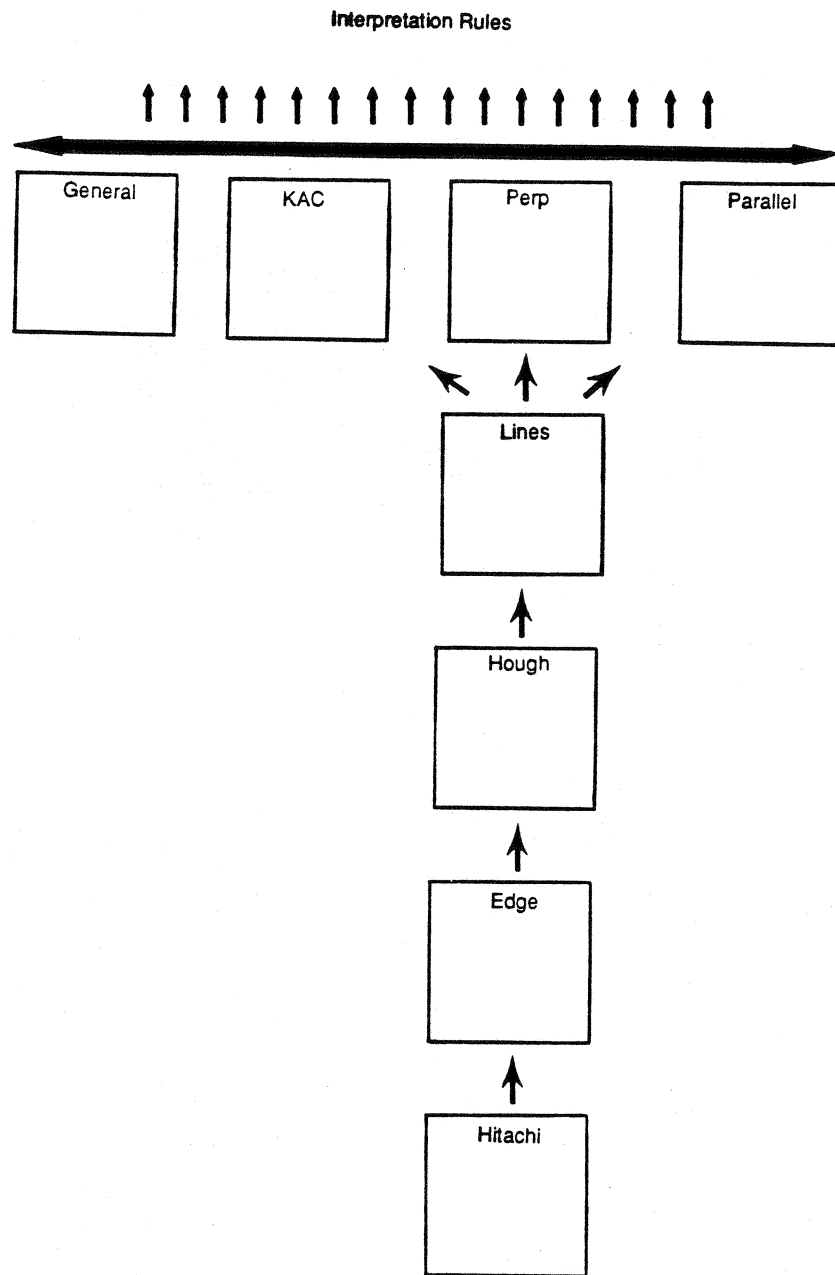 Interpretation Rules
General
KAC
Perp
Parallel
Lines
Hough
Edge
Hitachi